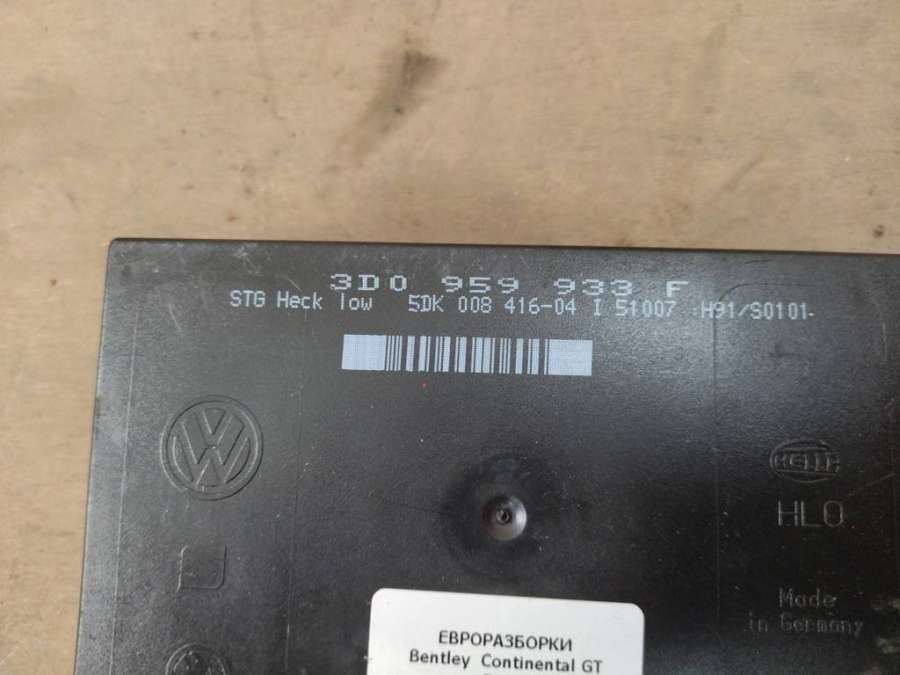 3D0 959 933 F
STG Heck low 5DK 008 416-04 I 51007 :H91/S0101-
VW
HELLA
HLO
Made
in Germany
ЕВРОРАЗБОРКИ
Bentley Continental GT